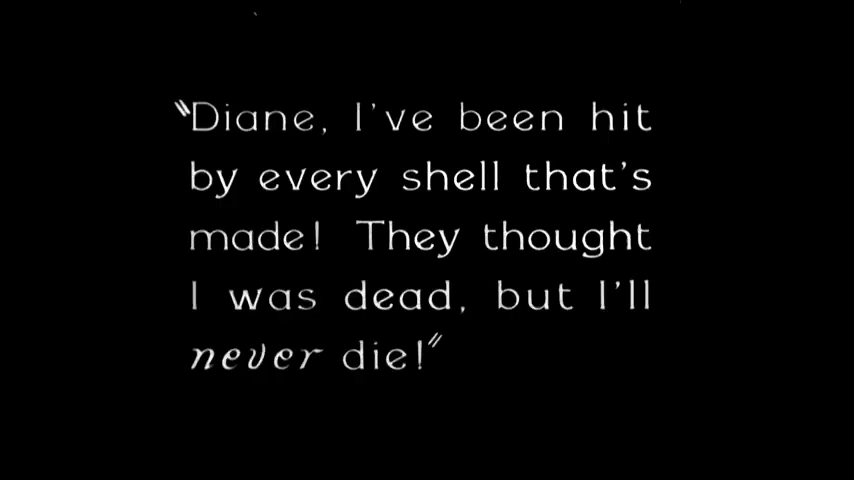 "Diane, I've been hit
by every shell that's
made! They thought
I was dead, but I'll
never die!"